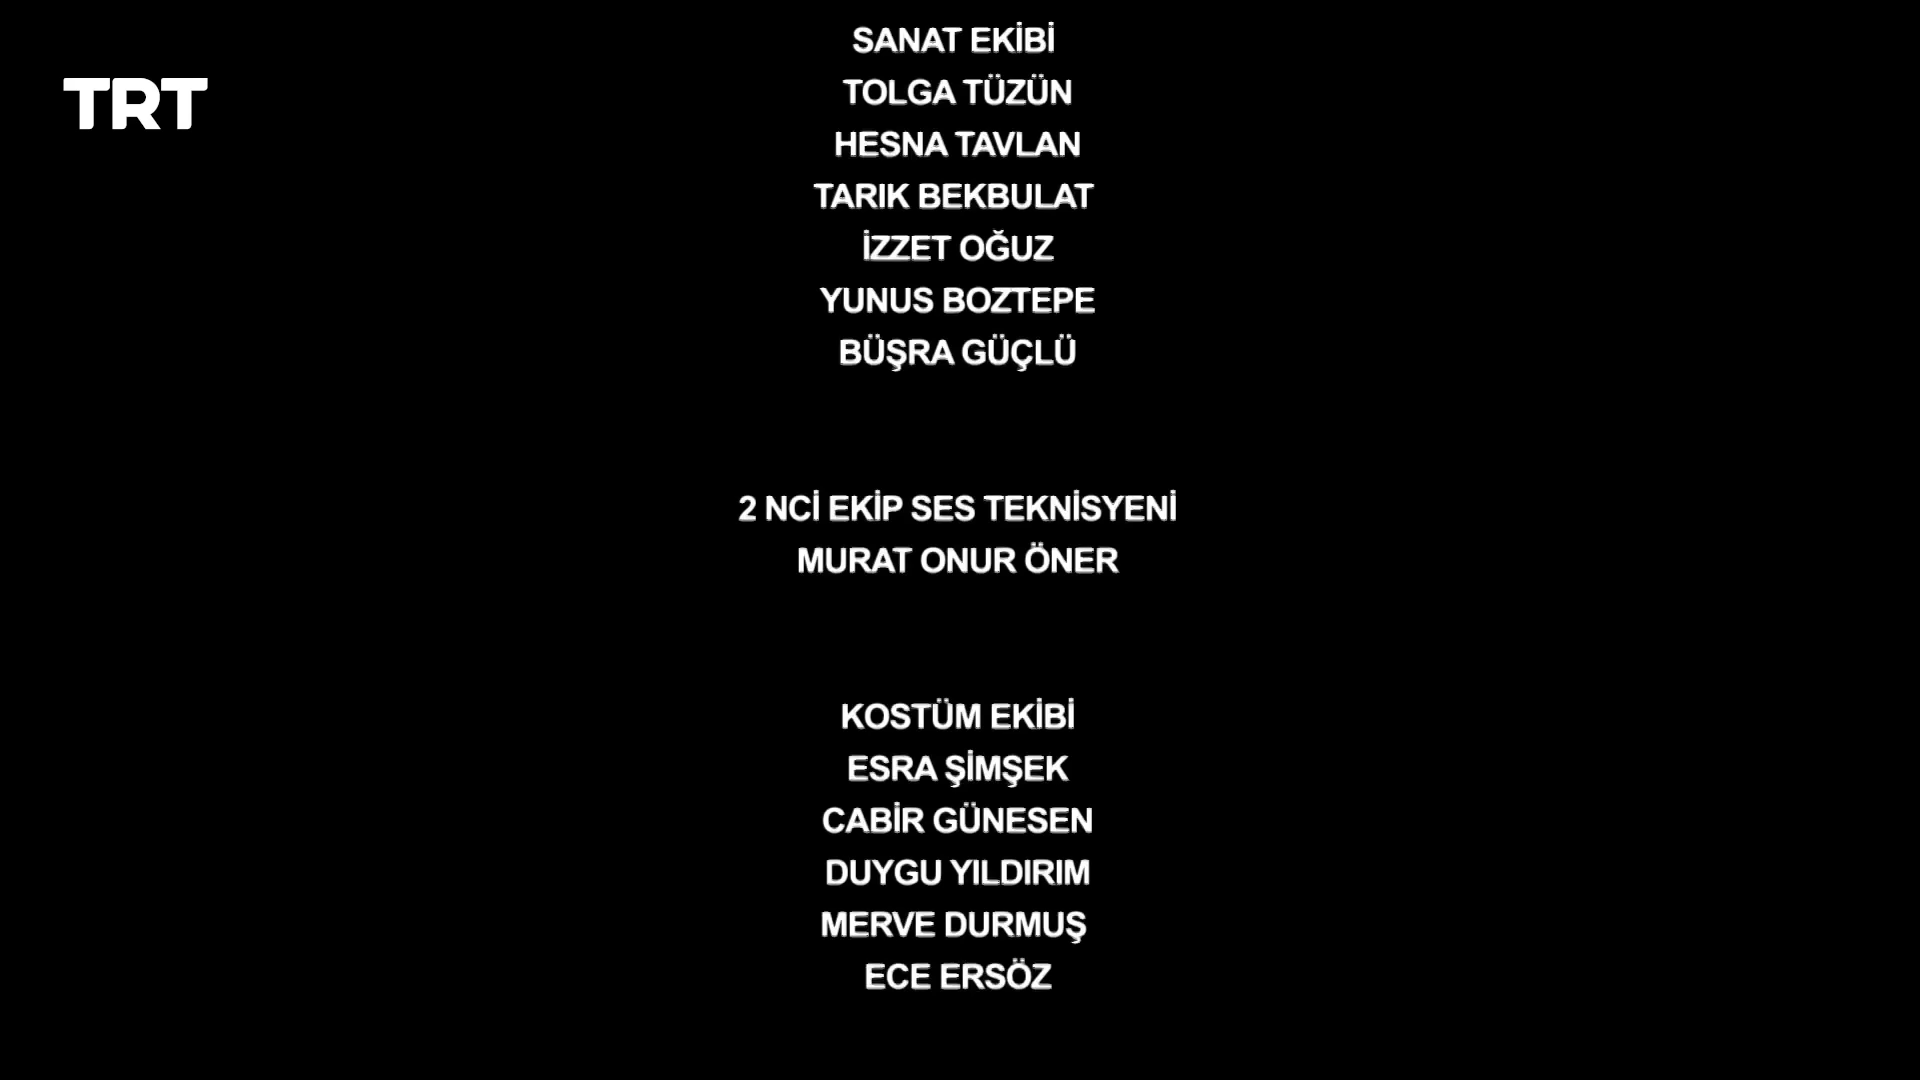 TRT
SANAT EKİBİ
TOLGA TÜZÜN
HESNA TAVLAN
TARIK BEKBULAT
İZZET OĞUZ
YUNUS BOZTEPE
BÜŞRA GÜÇLÜ
2 NCİ EKİP SES TEKNİSYENİ
MURAT ONUR ÖNER
KOSTÜM EKİBİ
ESRA ŞİMŞEK
CABİR GÜNESEN
DUYGU YILDIRIM
MERVE DURMUŞ
ECE ERSÖZ